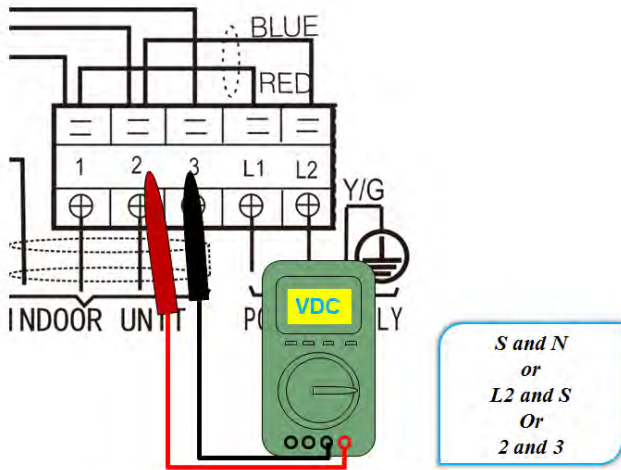 BLUE
RED
1 2 3 L1 L2
Y/G
VDC
INDOOR UNIT
S and N
or
L2 and S
Or
2 and 3